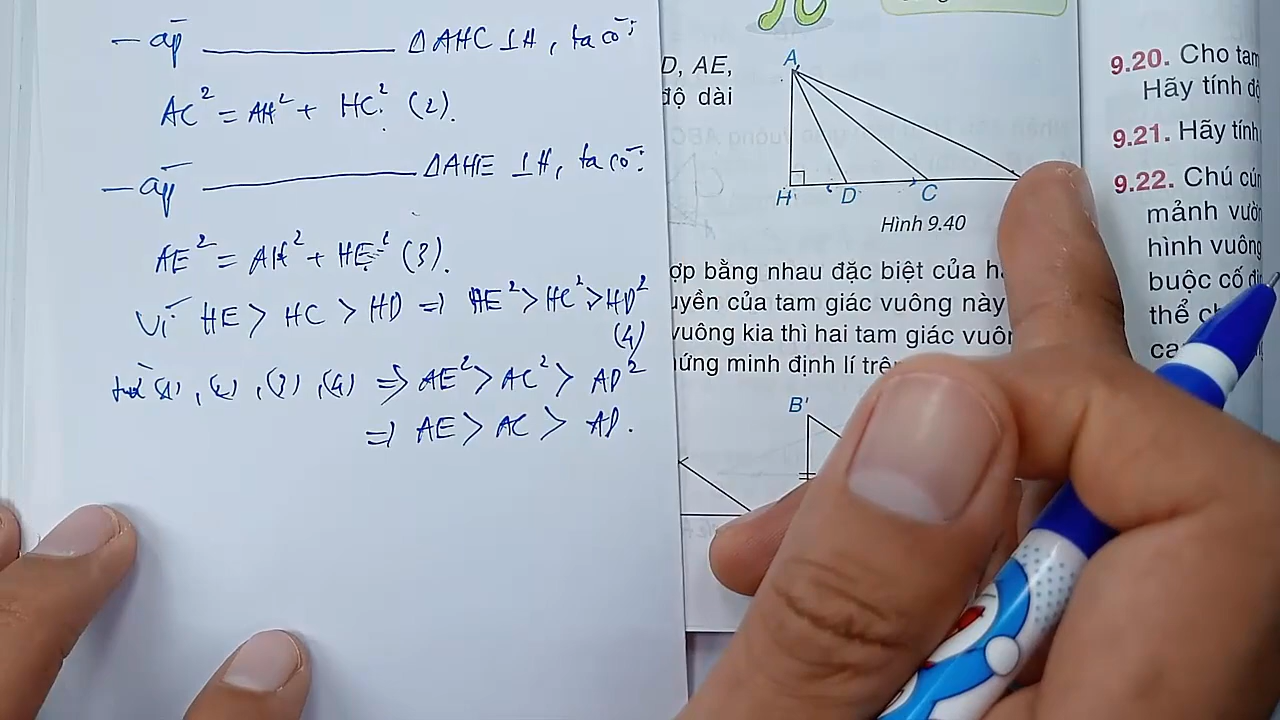 – áp ΔAHC ⊥ H, ta có:
AC² = AH² + HC² (2).
– áp ΔAHE ⊥ H, ta có:
AE² = AH² + HE² (3).
Vì HE > HC > HD => HE² > HC² > HD²
(4)
từ (1), (2), (3), (4) => AE² > AC² > AD²
=> AE > AC > AD.
D, AE,
độ dài
A
H
D
C
Hình 9.40
ợp bằng nhau đặc biệt của h
uyền của tam giác vuông này
vuông kia thì hai tam giác vuôn
hứng minh định lí trên
B'
9.20. Cho tam
Hãy tính độ
9.21. Hãy tính
9.22. Chú cún
mảnh vườn
hình vuông
buộc cố địn
thể ch